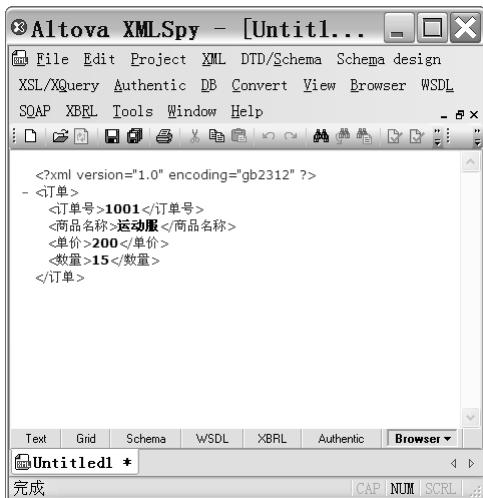 Altova XMLSpy - [Untitl...
File Edit Project XML DTD/Schema Schema design
XSL/XQuery Authentic DB Convert View Browser WSDL
SOAP XBRL Tools Window Help
<?xml version="1.0" encoding="gb2312" ?>
- <订单>
<订单号>1001</订单号>
<商品名称>运动服</商品名称>
<单价>200</单价>
<数量>15</数量>
</订单>
Text Grid Schema WSDL XBRL Authentic Browser
Untitled1 *
完成 CAP NUM SCRL